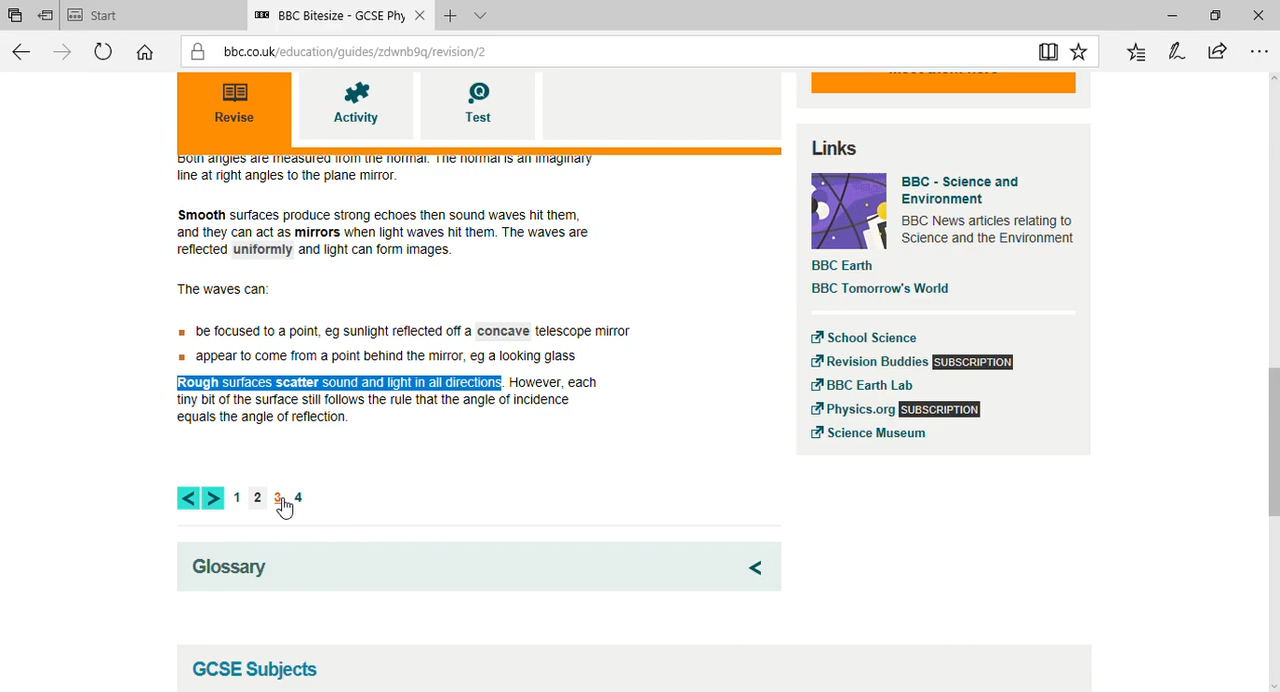 Start
BBC BBC Bitesize - GCSE Phy
bbc.co.uk/education/guides/zdwnb9q/revision/2
Revise
Activity
Test
Both angles are measured from the normal. The normal is an imaginary
line at right angles to the plane mirror.
Smooth surfaces produce strong echoes then sound waves hit them,
and they can act as mirrors when light waves hit them. The waves are
reflected uniformly and light can form images.
The waves can:
be focused to a point, eg sunlight reflected off a concave telescope mirror
appear to come from a point behind the mirror, eg a looking glass
Rough surfaces scatter sound and light in all directions. However, each
tiny bit of the surface still follows the rule that the angle of incidence
equals the angle of reflection.
< > 1 2 3 4
Glossary <
GCSE Subjects
Links
BBC - Science and
Environment
BBC News articles relating to
Science and the Environment
BBC Earth
BBC Tomorrow's World
School Science
Revision Buddies SUBSCRIPTION
BBC Earth Lab
Physics.org SUBSCRIPTION
Science Museum